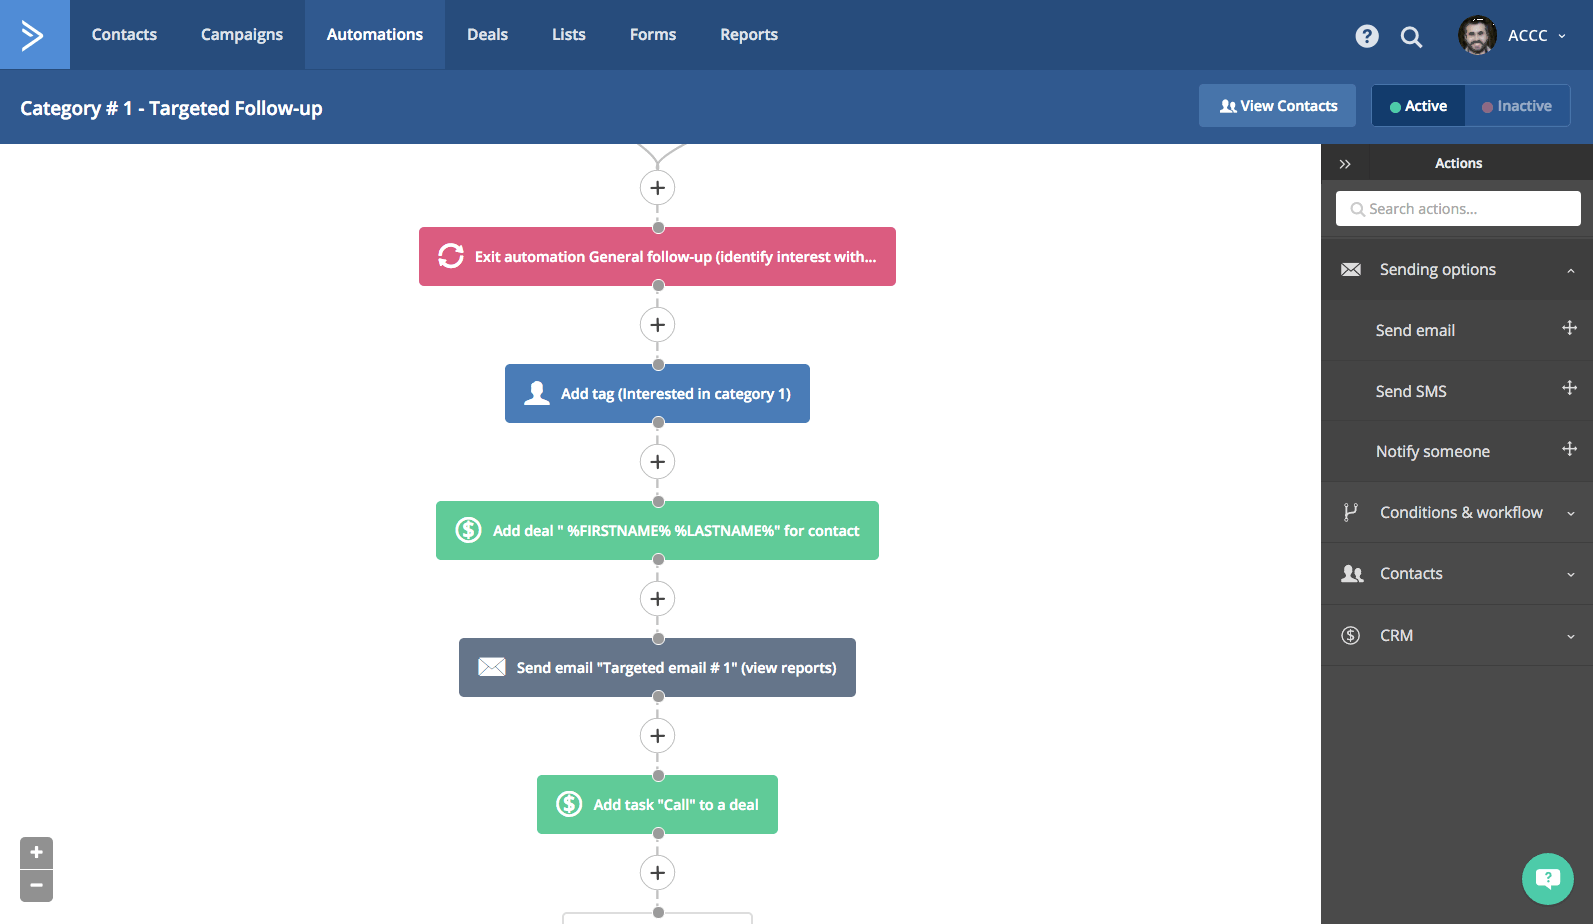 Contacts Campaigns Automations Deals Lists Forms Reports ACCC
Category # 1 - Targeted Follow-up
View Contacts Active Inactive
Actions
Search actions...
Exit automation General follow-up (identify interest with...
Sending options
Send email
Add tag (Interested in category 1)
Send SMS
Notify someone
Conditions & workflow
Add deal " %FIRSTNAME% %LASTNAME%" for contact
Contacts
CRM
Send email "Targeted email # 1" (view reports)
Add task "Call" to a deal